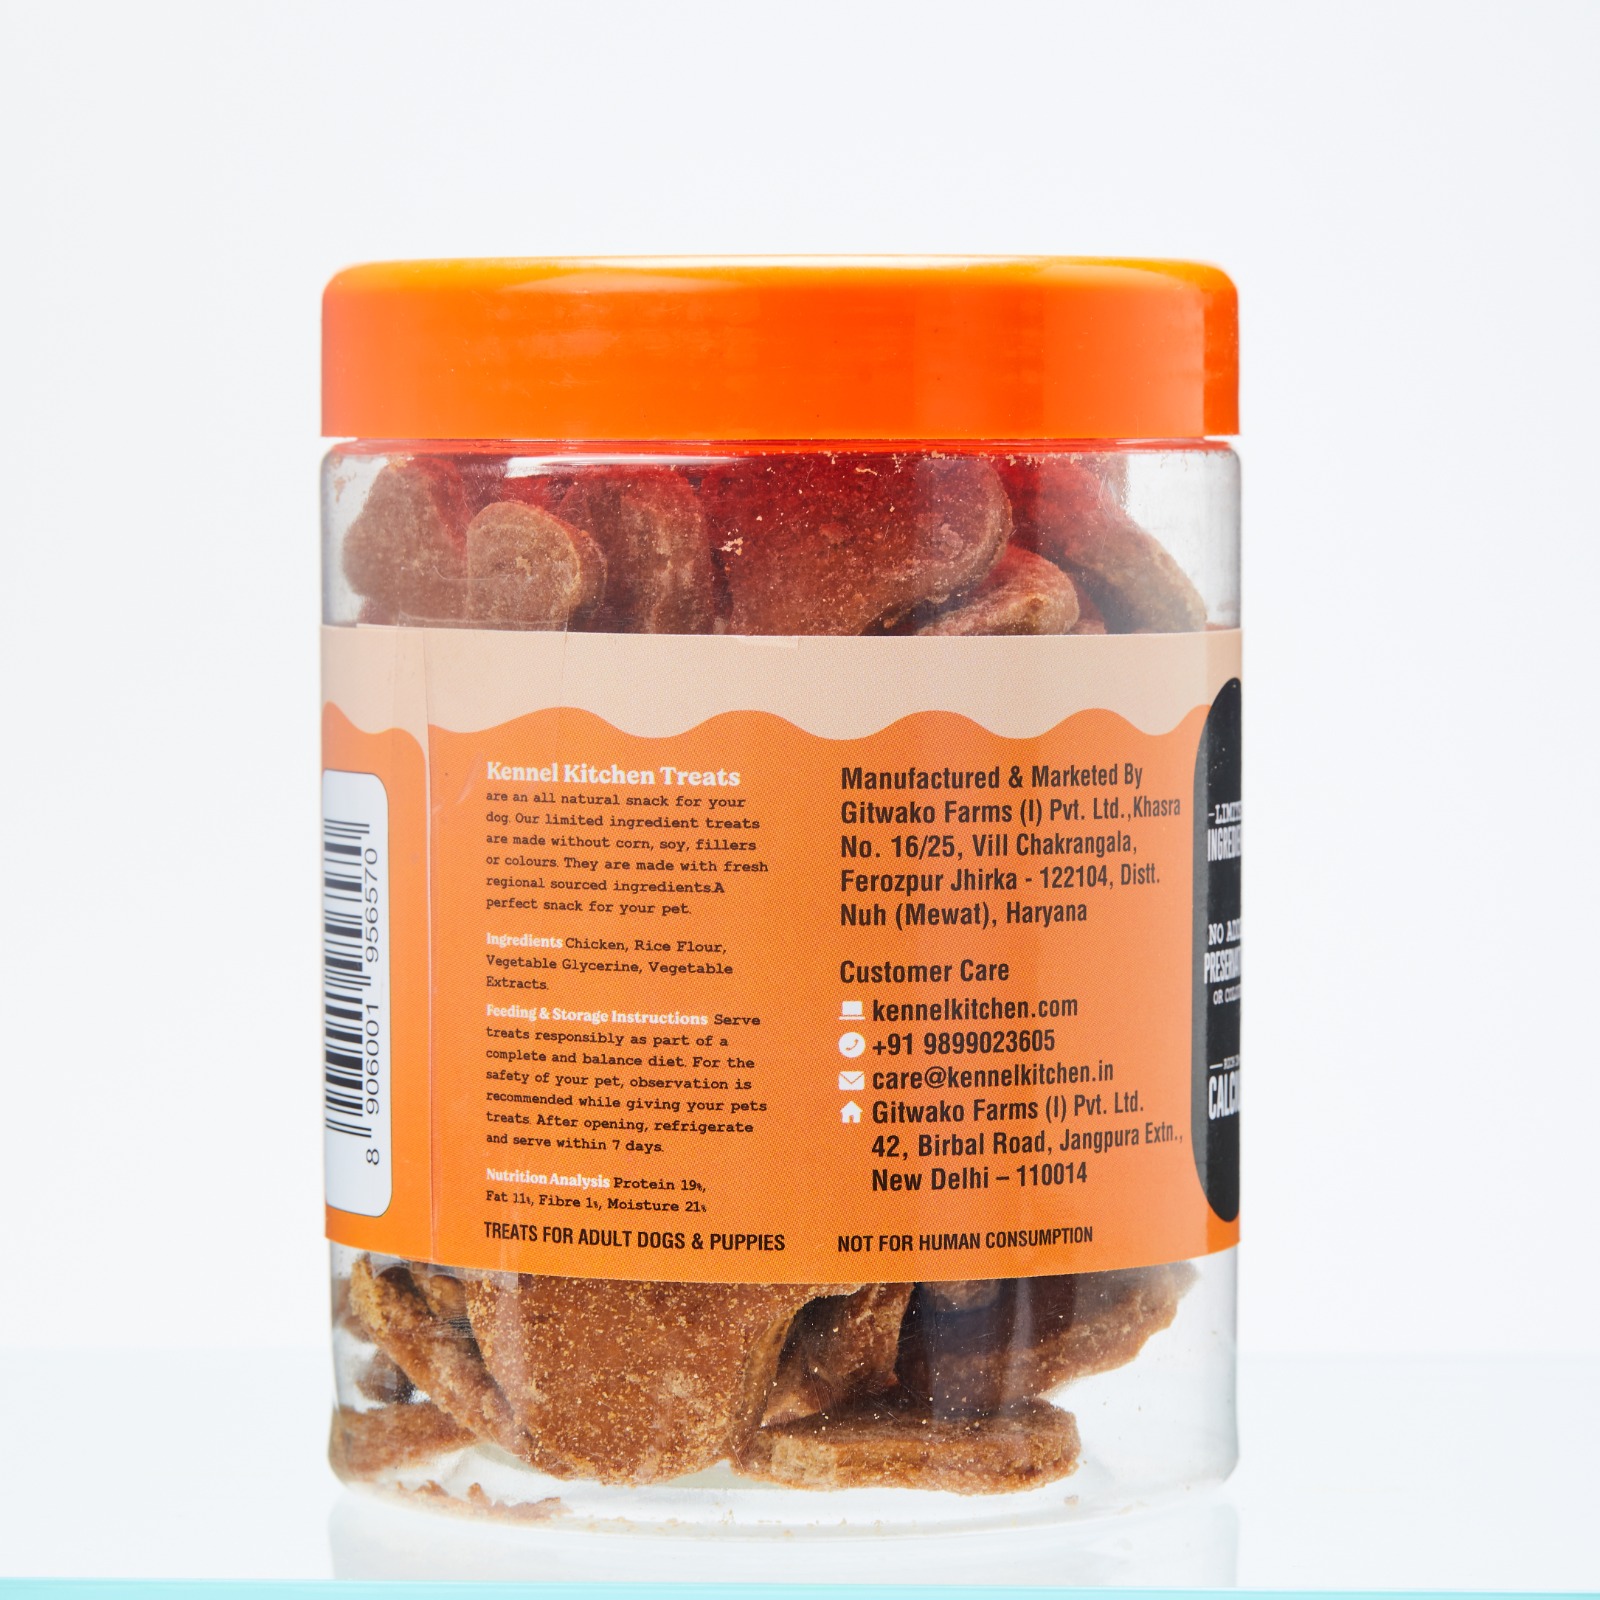 Kennel Kitchen Treats
are an all natural snack for your
dog. Our limited ingredient treats
are made without corn, soy, fillers
or colours. They are made with fresh
regional sourced ingredients.A
perfect snack for your pet.
Ingredients Chicken, Rice Flour,
Vegetable Glycerine, Vegetable
Extracts.
Feeding & Storage Instructions Serve
treats responsibly as part of a
complete and balance diet. For the
safety of your pet, observation is
recommended while giving your pets
treats. After opening, refrigerate
and serve within 7 days.
Nutrition Analysis Protein 19%,
Fat 11%, Fibre 1%, Moisture 21%
TREATS FOR ADULT DOGS & PUPPIES
Manufactured & Marketed By
Gitwako Farms (I) Pvt. Ltd.,Khasra
No. 16/25, Vill Chakrangala,
Ferozpur Jhirka - 122104, Distt.
Nuh (Mewat), Haryana
Customer Care
kennelkitchen.com
+91 9899023605
care@kennelkitchen.in
Gitwako Farms (I) Pvt. Ltd.
42, Birbal Road, Jangpura Extn.,
New Delhi – 110014
NOT FOR HUMAN CONSUMPTION
8 906001 956570
NO
OR